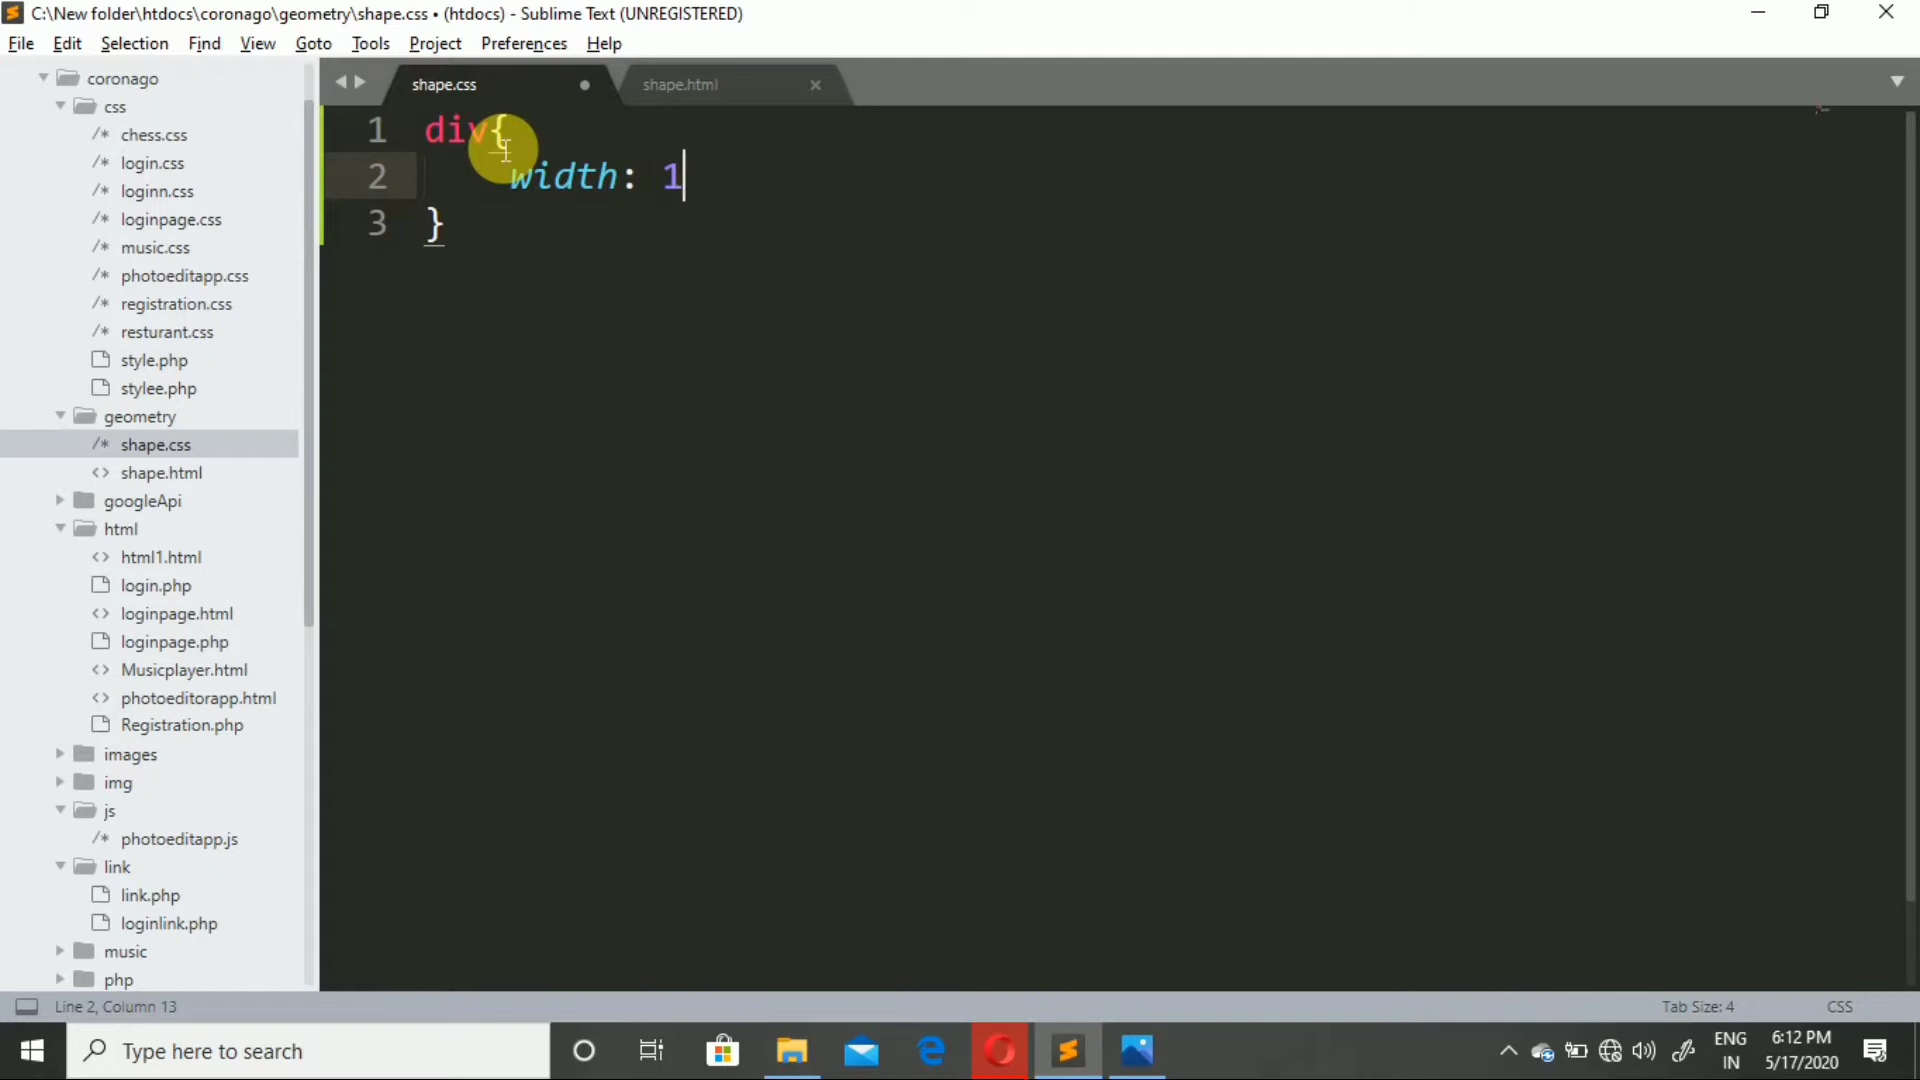 C:\New folder\htdocs\coronago\geometry\shape.css • (htdocs) - Sublime Text (UNREGISTERED)
File Edit Selection Find View Goto Tools Project Preferences Help
coronago
css
/* chess.css
/* login.css
/* loginn.css
/* loginpage.css
/* music.css
/* photoeditapp.css
/* registration.css
/* resturant.css
style.php
stylee.php
geometry
/* shape.css
<> shape.html
googleApi
html
<> html1.html
login.php
<> loginpage.html
loginpage.php
<> Musicplayer.html
<> photoeditorapp.html
Registration.php
images
img
js
/* photoeditapp.js
link
link.php
loginlink.php
music
php
shape.css shape.html
1 div{
2 width: 1
3 }
Line 2, Column 13 Tab Size: 4 CSS
Type here to search
ENG
IN
6:12 PM
5/17/2020